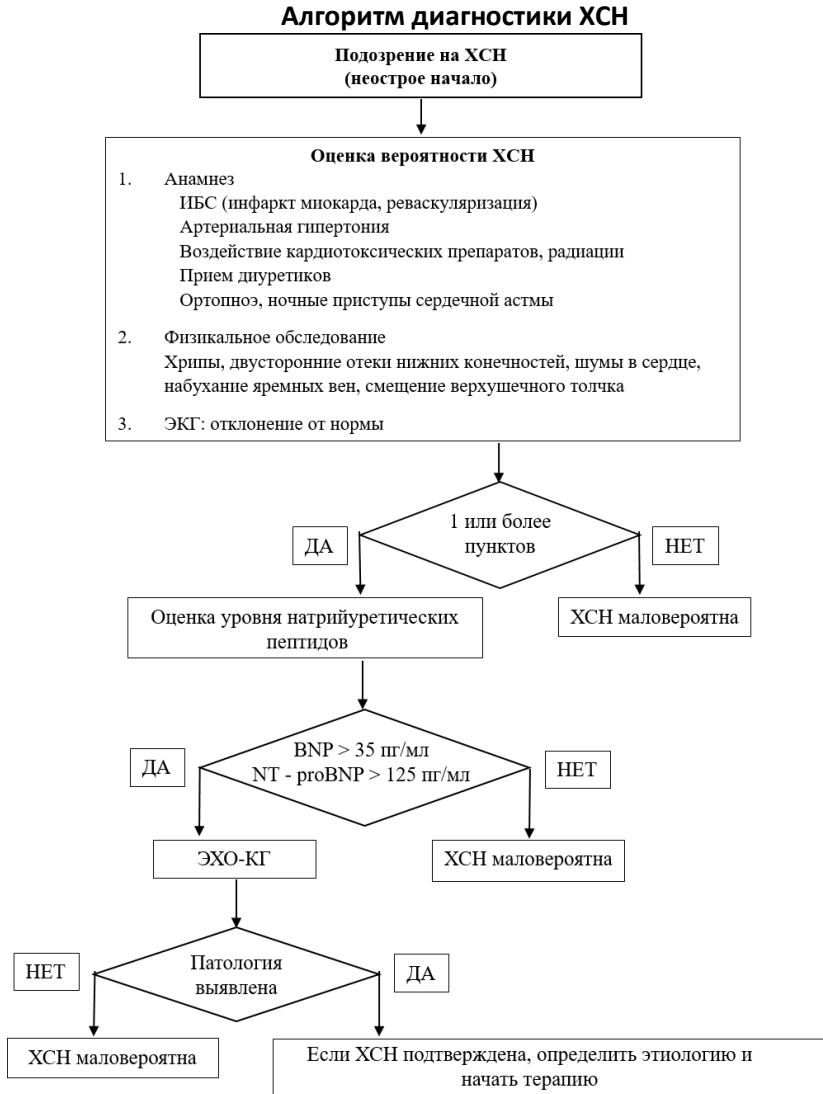 Алгоритм диагностики ХСН
Подозрение на ХСН
(неострое начало)
Оценка вероятности ХСН
1. Анамнез
ИБС (инфаркт миокарда, реваскуляризация)
Артериальная гипертония
Воздействие кардиотоксических препаратов, радиации
Прием диуретиков
Ортопноэ, ночные приступы сердечной астмы
2. Физикальное обследование
Хрипы, двусторонние отеки нижних конечностей, шумы в сердце,
набухание яремных вен, смещение верхушечного толчка
3. ЭКГ: отклонение от нормы
1 или более
пунктов
ДА
НЕТ
Оценка уровня натрийуретических
пептидов
ХСН маловероятна
BNP > 35 пг/мл
NT - proBNP > 125 пг/мл
ДА
НЕТ
ЭХО-КГ
ХСН маловероятна
Патология
выявлена
НЕТ
ДА
ХСН маловероятна
Если ХСН подтверждена, определить этиологию и
начать терапию